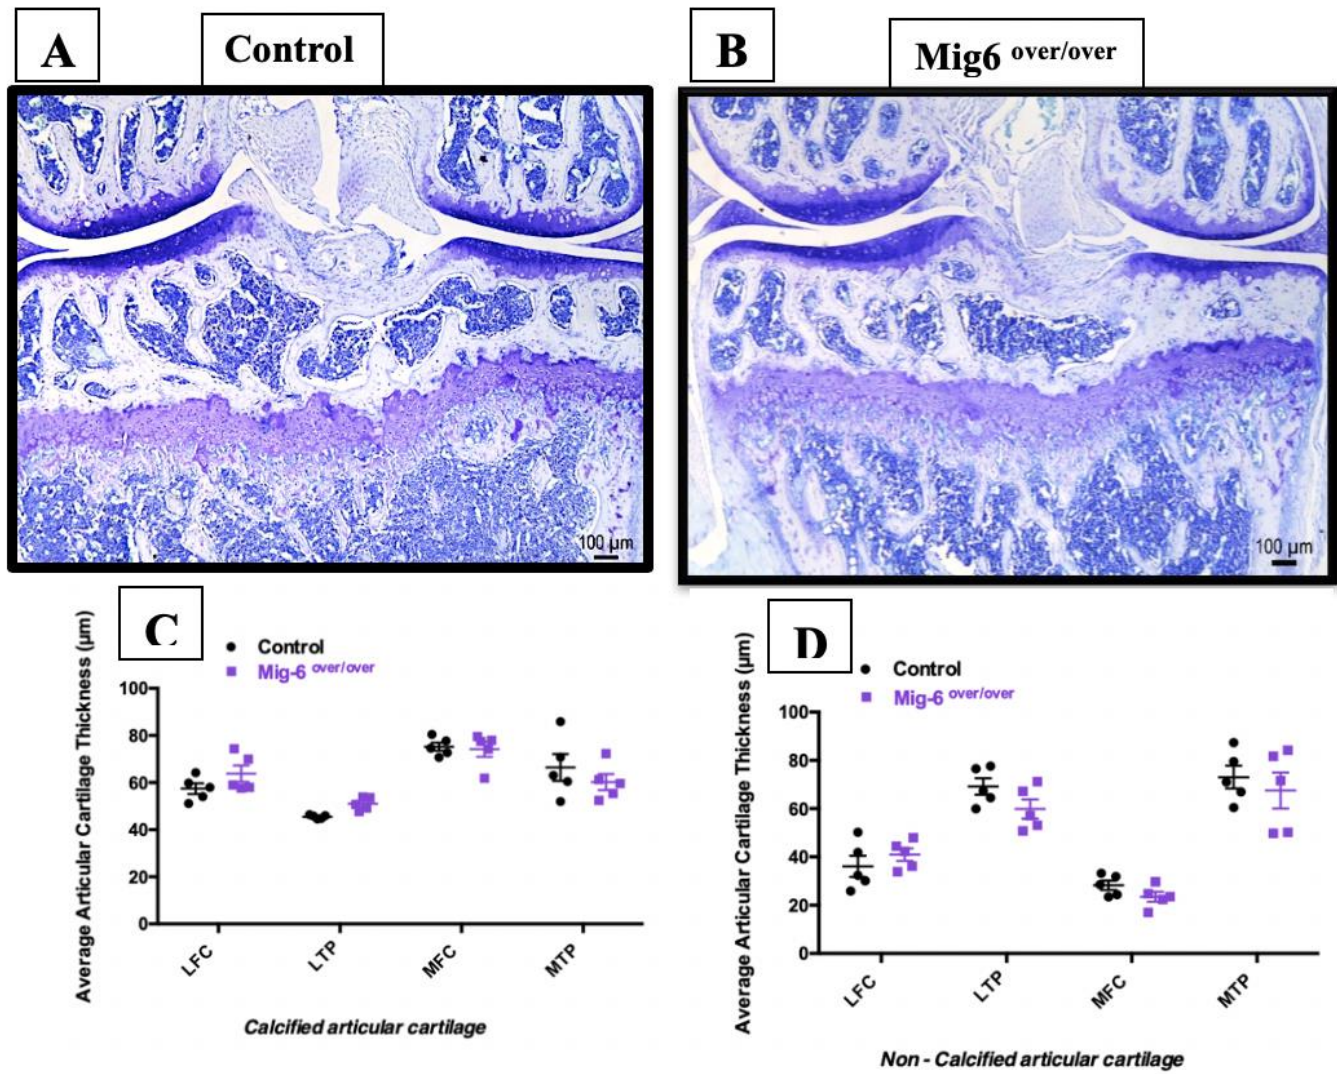 A
Control
B
Mig6 over/over
100 µm
100 µm
C
Control
Mig-6 over/over
Average Articular Cartilage Thickness (µm)
100
80
60
40
20
0
LFC
LTP
MFC
MTP
Calcified articular cartilage
D
Control
Mig-6 over/over
Average Articular Cartilage Thickness (µm)
100
80
60
40
20
0
LFC
LTP
MFC
MTP
Non - Calcified articular cartilage